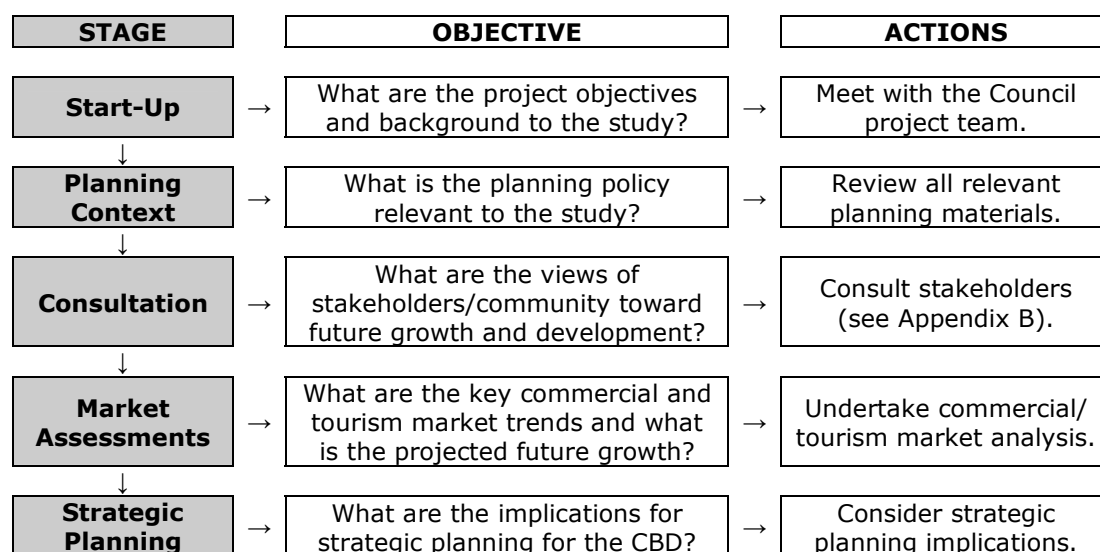 STAGE
OBJECTIVE
ACTIONS
Start-Up
→
What are the project objectives
and background to the study?
→
Meet with the Council
project team.
↓
Planning
Context
→
What is the planning policy
relevant to the study?
→
Review all relevant
planning materials.
↓
Consultation
→
What are the views of
stakeholders/community toward
future growth and development?
→
Consult stakeholders
(see Appendix B).
↓
Market
Assessments
→
What are the key commercial and
tourism market trends and what
is the projected future growth?
→
Undertake commercial/
tourism market analysis.
↓
Strategic
Planning
→
What are the implications for
strategic planning for the CBD?
→
Consider strategic
planning implications.